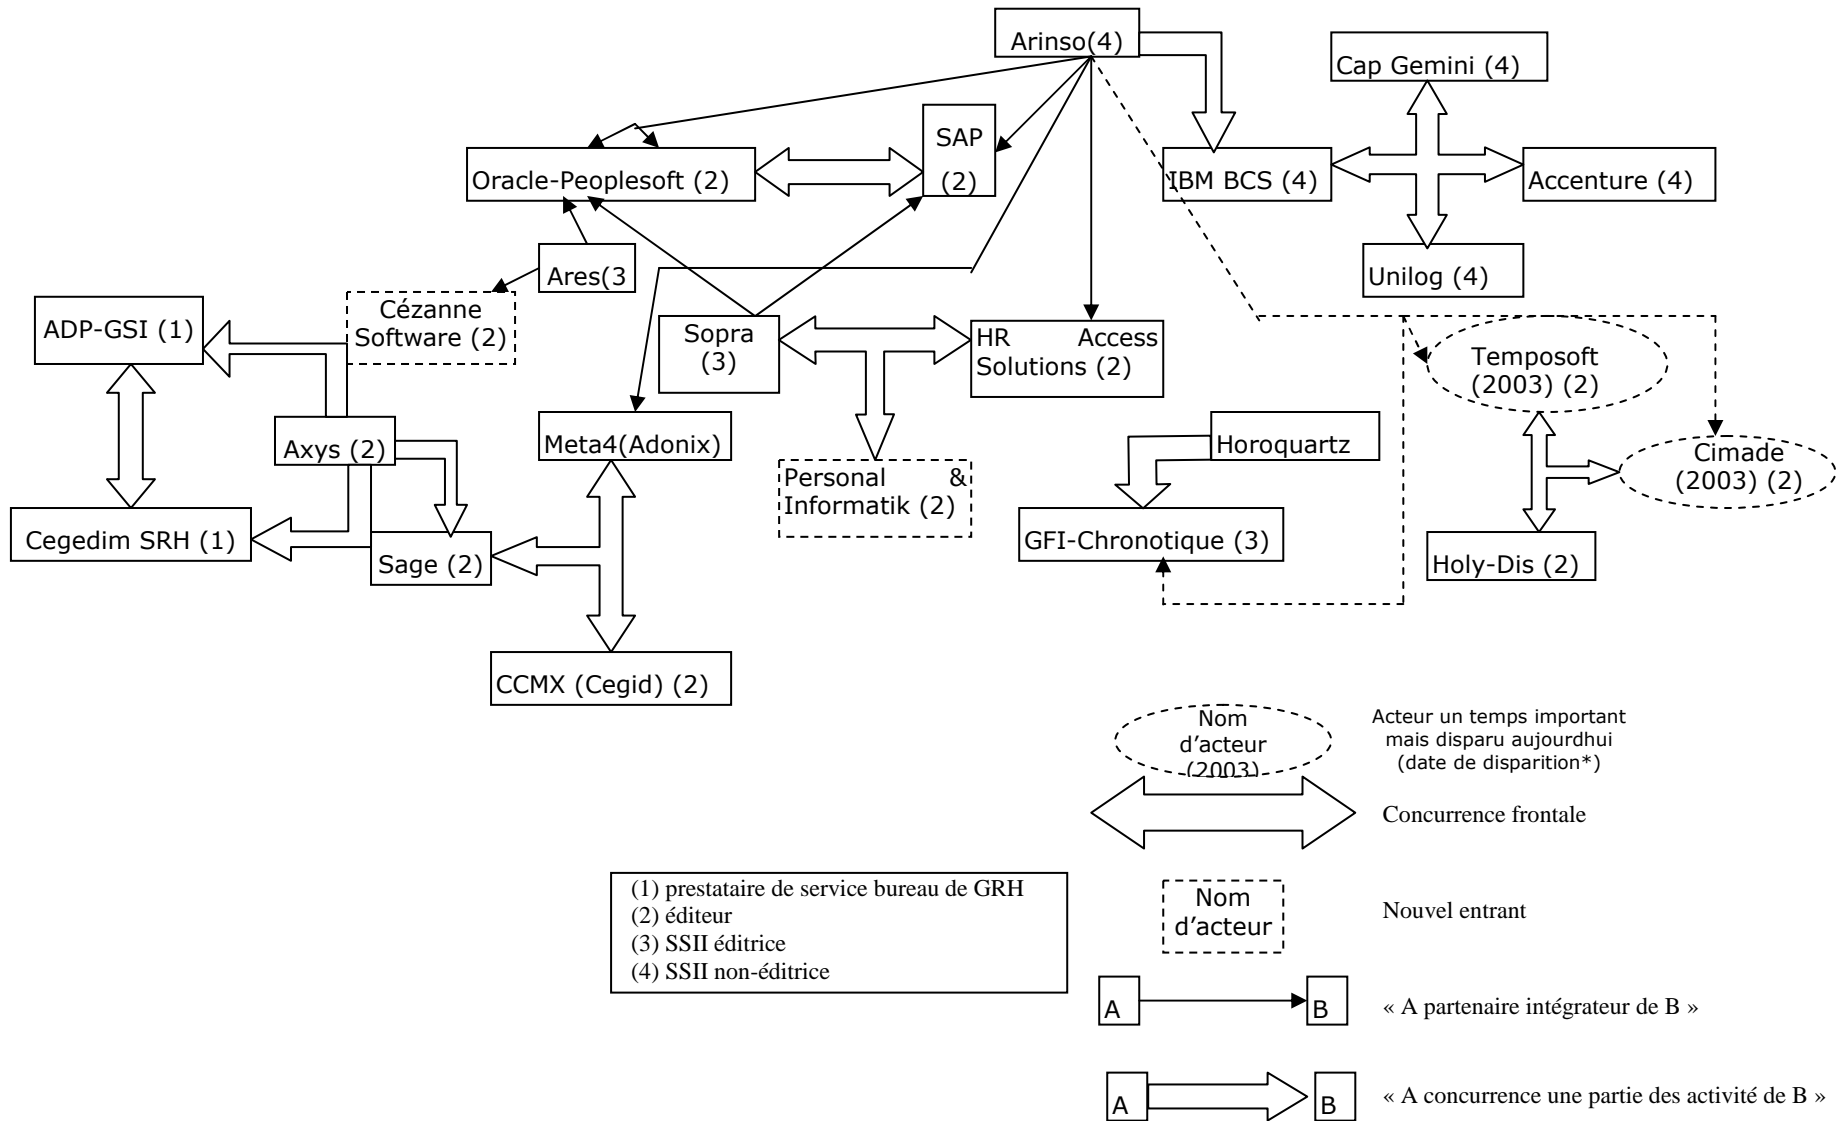 Arinso(4)
Cap Gemini (4)
SAP
(2)
Oracle-Peoplesoft (2)
IBM BCS (4)
Accenture (4)
Ares(3
Unilog (4)
Cézanne
Software (2)
ADP-GSI (1)
Sopra
(3)
HR Access
Solutions (2)
Temposoft
(2003) (2)
Axys (2)
Meta4(Adonix)
Horoquartz
Cimade
(2003) (2)
Personal &
Informatik (2)
Cegedim SRH (1)
Sage (2)
GFI-Chronotique (3)
Holy-Dis (2)
CCMX (Cegid) (2)
Nom
d’acteur
(2003)
Acteur un temps important
mais disparu aujourdhui
(date de disparition*)
Concurrence frontale
(1) prestataire de service bureau de GRH
(2) éditeur
(3) SSII éditrice
(4) SSII non-éditrice
Nom
d’acteur
Nouvel entrant
A
B
« A partenaire intégrateur de B »
A
B
« A concurrence une partie des activité de B »